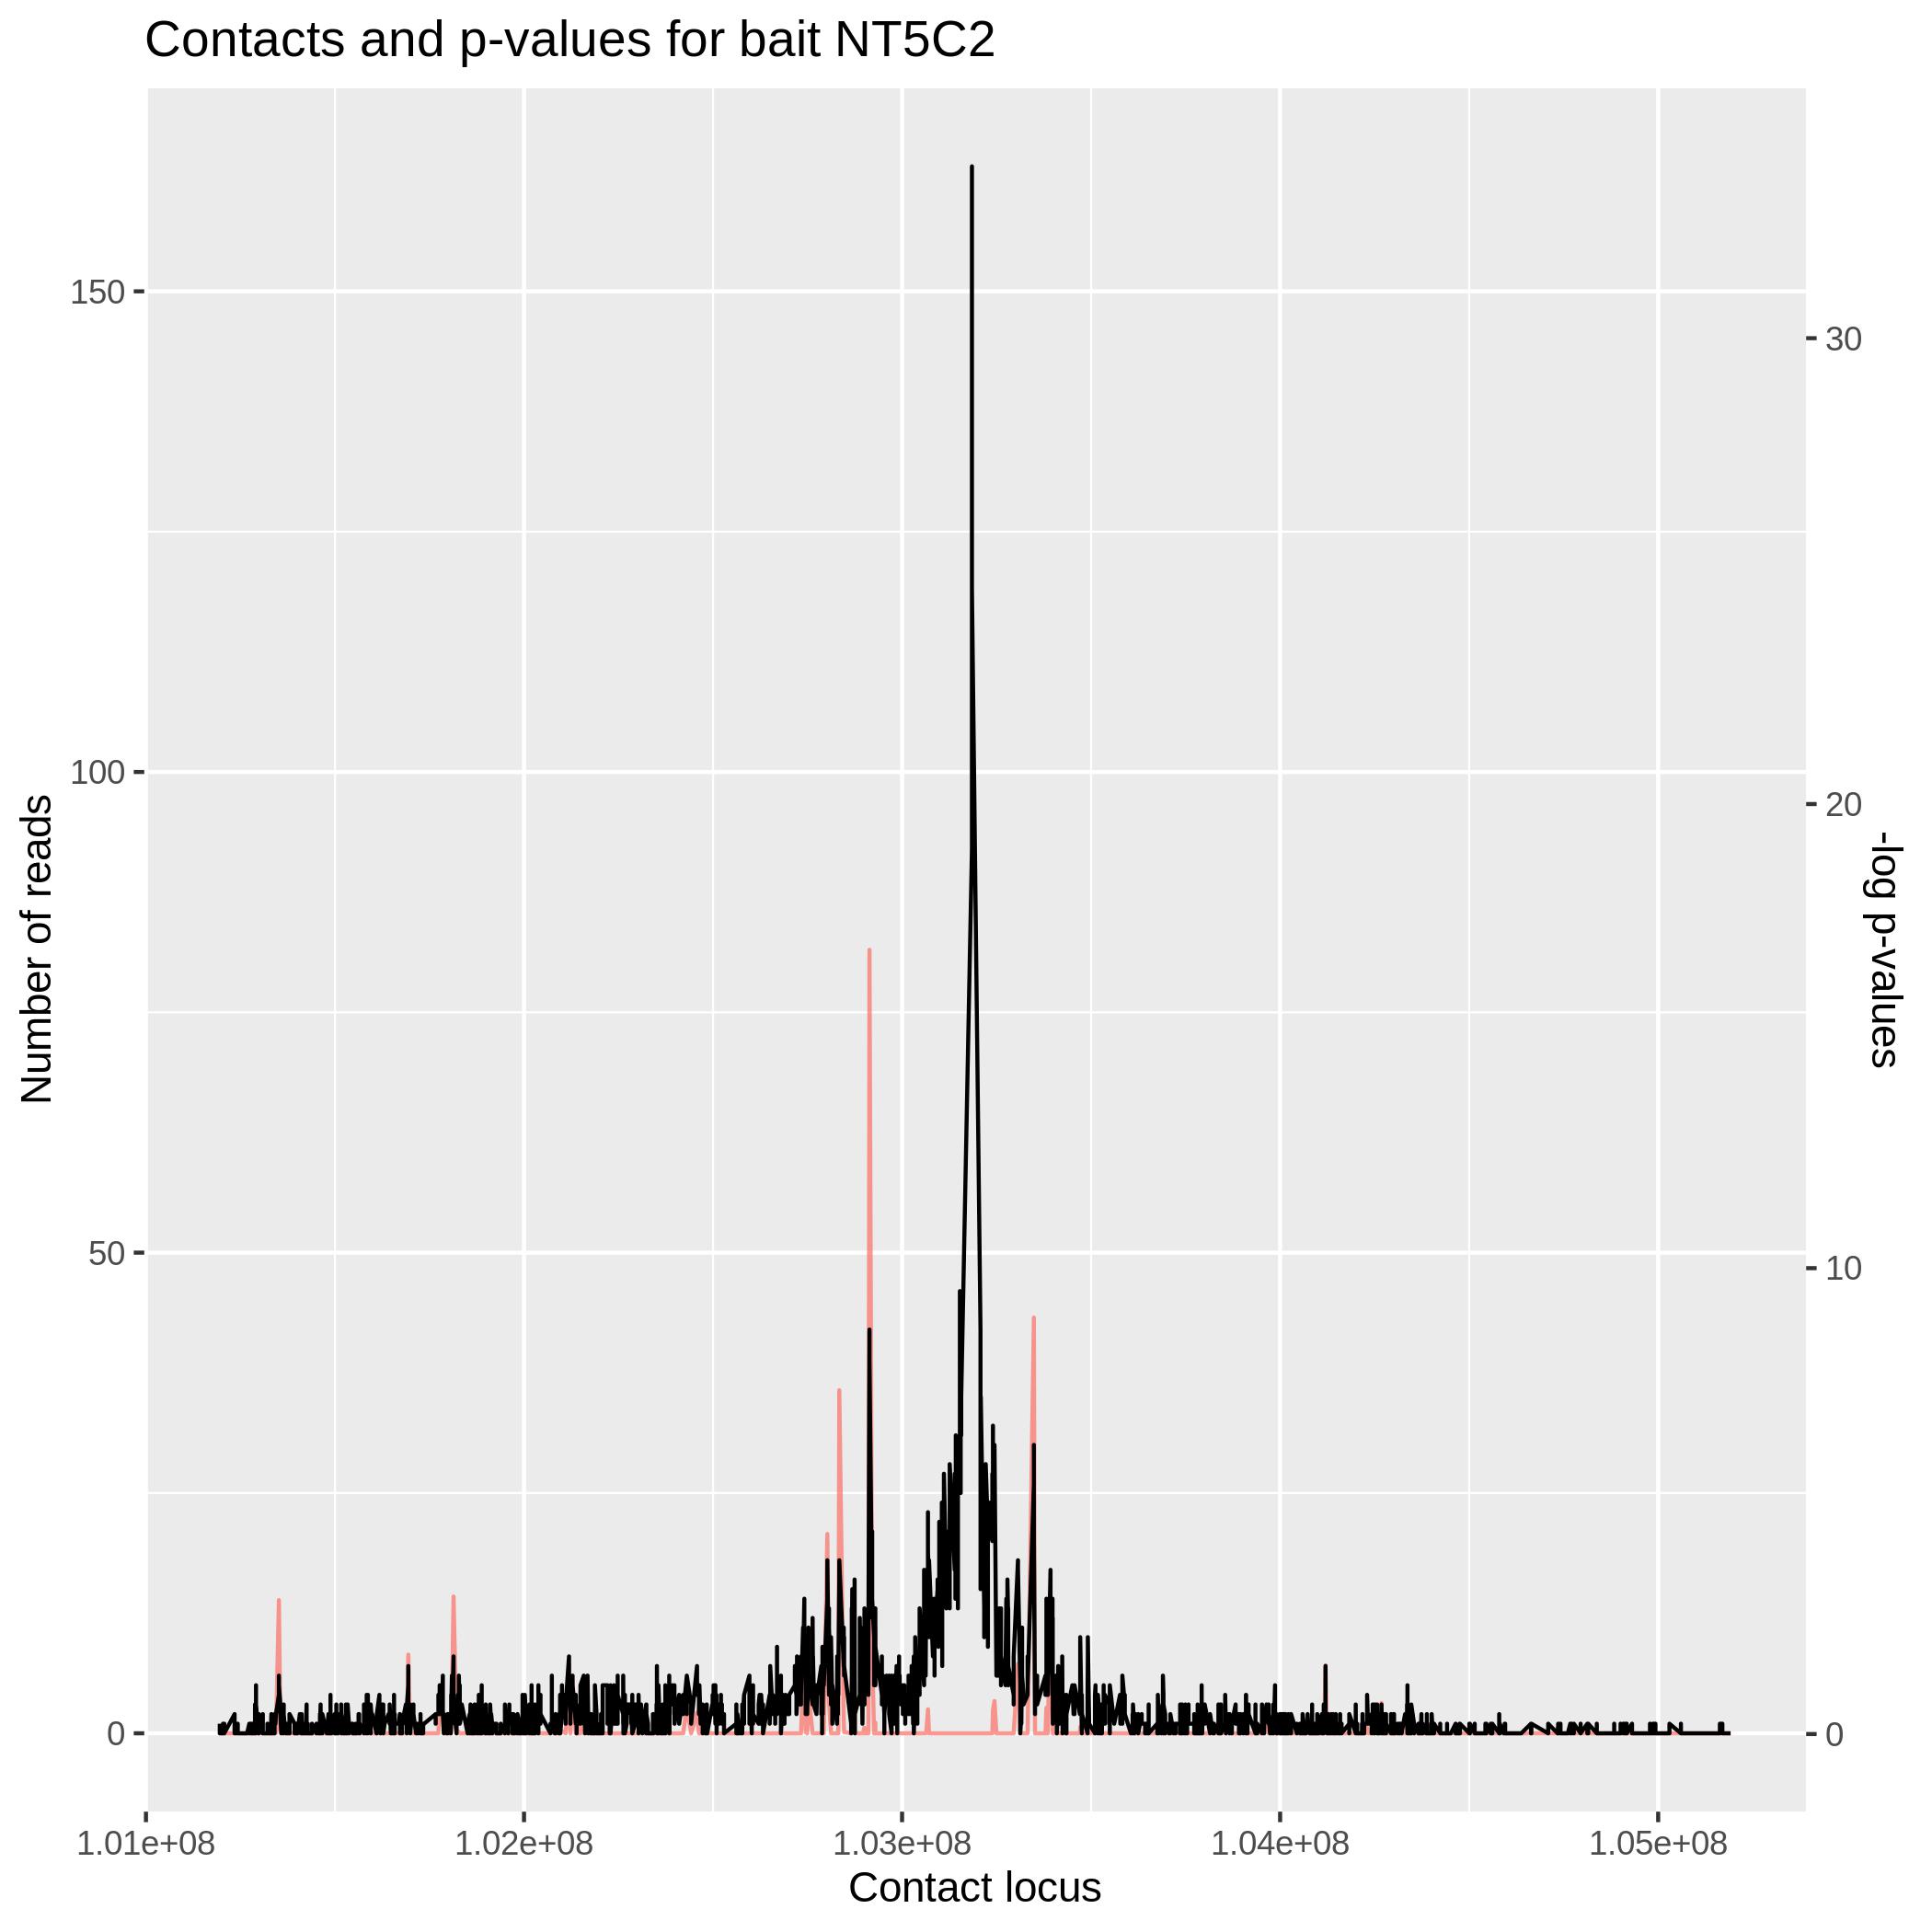 Contacts and p-values for bait NT5C2
150
100
50
0
30
20
10
0
Number of reads
-log p-values
1.01e+08 1.02e+08 1.03e+08 1.04e+08 1.05e+08
Contact locus